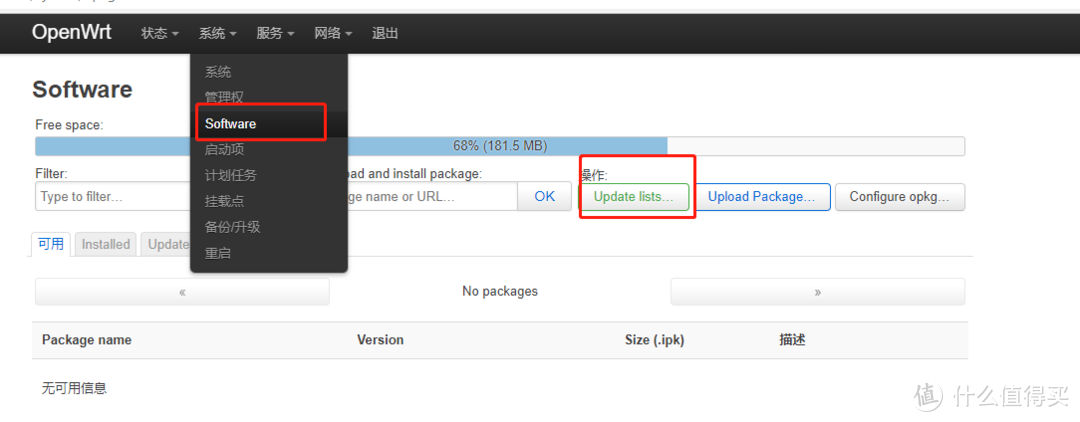 OpenWrt 状态 系统 服务 网络 退出
系统
管理权
Software
启动项
计划任务
挂载点
备份/升级
重启
Software
Free space:
68% (181.5 MB)
Filter: oad and install package: 操作:
Type to filter… ge name or URL… OK Update lists… Upload Package… Configure opkg…
可用 Installed Update
« No packages »
Package name Version Size (.ipk) 描述
无可用信息
值 什么值得买